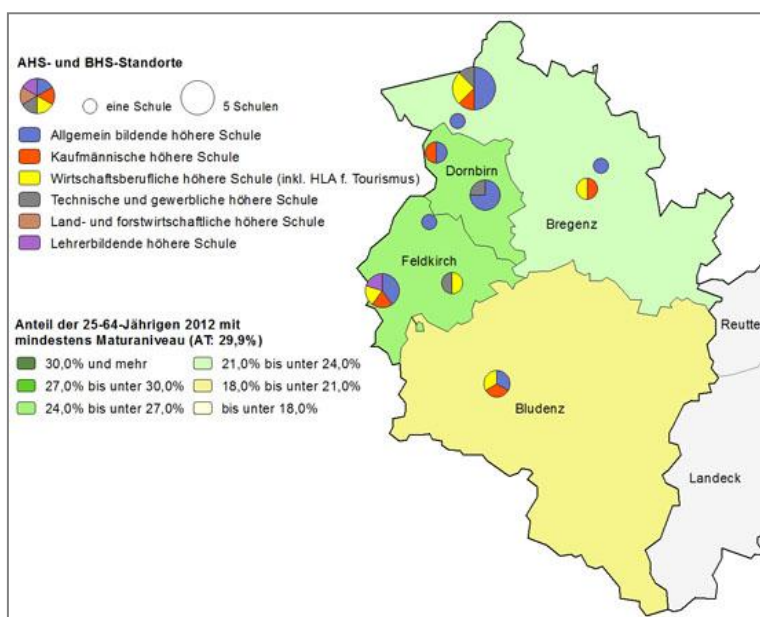 AHS- und BHS-Standorte
eine Schule
5 Schulen
Allgemein bildende höhere Schule
Kaufmännische höhere Schule
Wirtschaftsberufliche höhere Schule (inkl. HLA f. Tourismus)
Technische und gewerbliche höhere Schule
Land- und forstwirtschaftliche höhere Schule
Lehrerbildende höhere Schule
Anteil der 25-64-Jährigen 2012 mit
mindestens Maturaniveau (AT: 29,9%)
30,0% und mehr
21,0% bis unter 24,0%
27,0% bis unter 30,0%
18,0% bis unter 21,0%
24,0% bis unter 27,0%
bis unter 18,0%
Dornbirn
Bregenz
Feldkirch
Reutte
Bludenz
Landeck